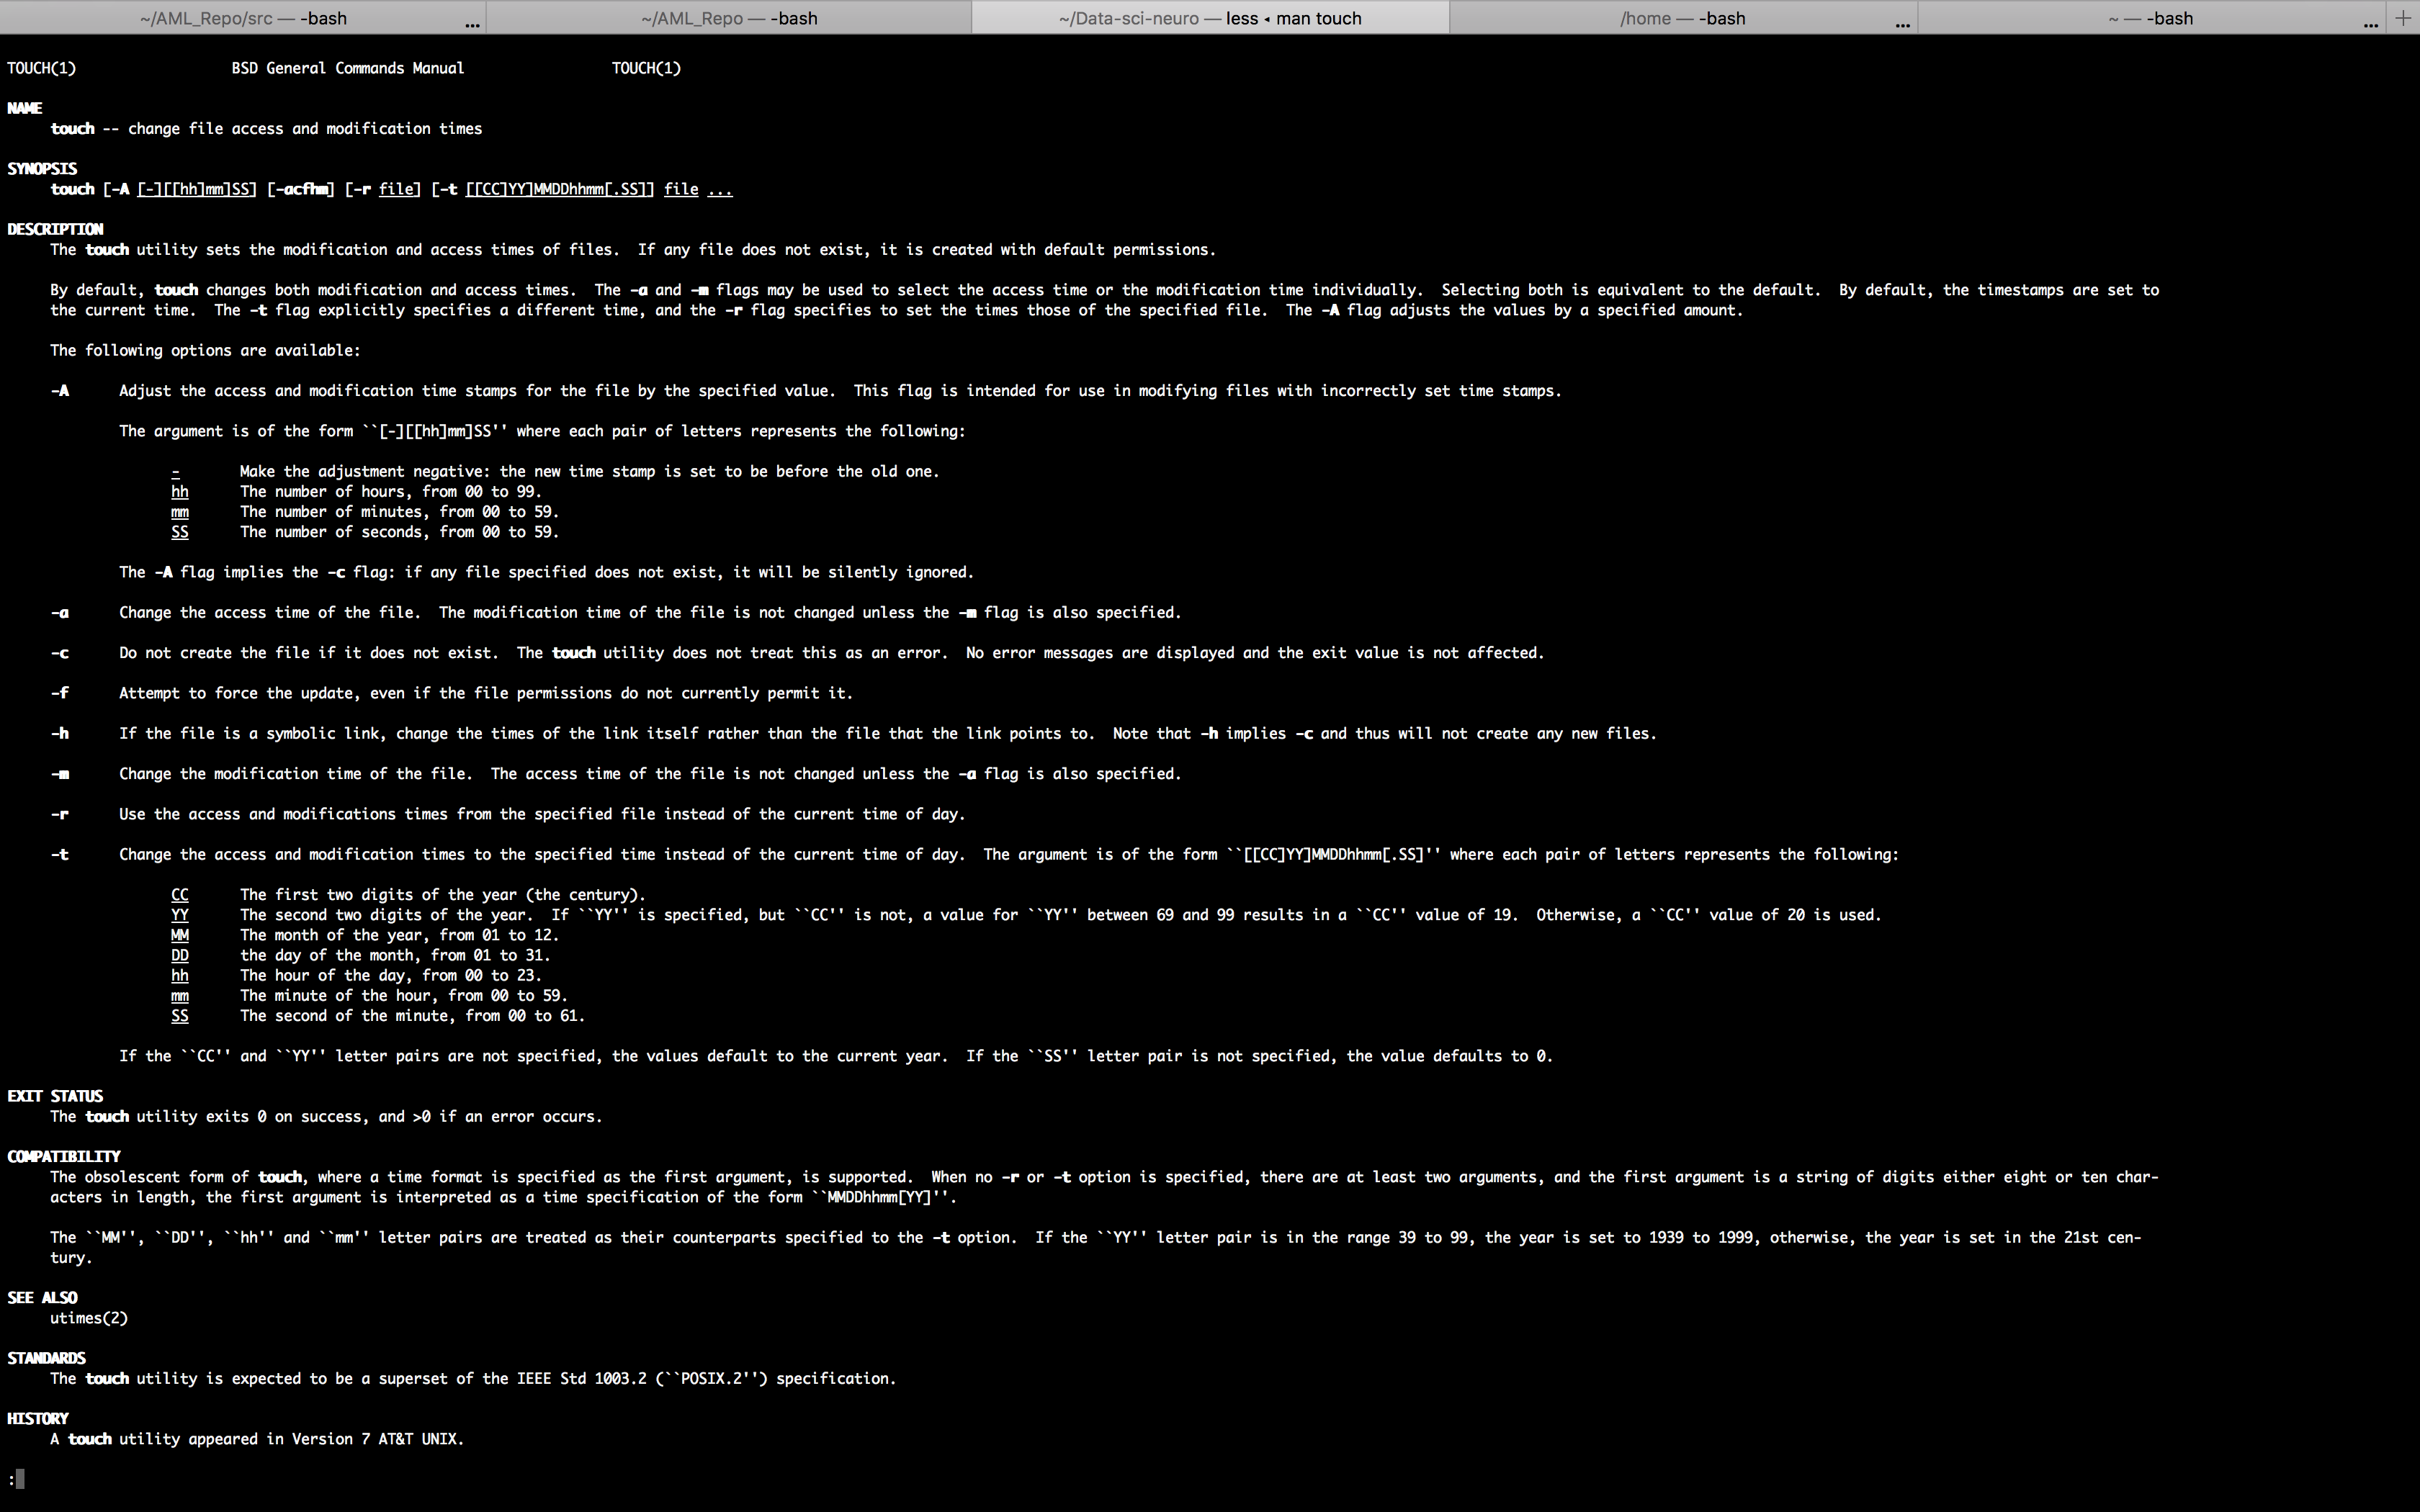 ~/AML_Repo/src — -bash ... ~/AML_Repo — -bash ~/Data-sci-neuro — less ◂ man touch /home — -bash ... ~ — -bash ... +
TOUCH(1) BSD General Commands Manual TOUCH(1)
NAME
touch -- change file access and modification times
SYNOPSIS
touch [-A [-][[hh]mm]SS] [-acfhm] [-r file] [-t [[CC]YY]MMDDhhmm[.SS]] file ...
DESCRIPTION
The touch utility sets the modification and access times of files.  If any file does not exist, it is created with default permissions.
By default, touch changes both modification and access times.  The -a and -m flags may be used to select the access time or the modification time individually.  Selecting both is equivalent to the default.  By default, the timestamps are set to
the current time.  The -t flag explicitly specifies a different time, and the -r flag specifies to set the times those of the specified file.  The -A flag adjusts the values by a specified amount.
The following options are available:
-A Adjust the access and modification time stamps for the file by the specified value.  This flag is intended for use in modifying files with incorrectly set time stamps.
The argument is of the form ``[-][[hh]mm]SS'' where each pair of letters represents the following:
- Make the adjustment negative: the new time stamp is set to be before the old one.
hh The number of hours, from 00 to 99.
mm The number of minutes, from 00 to 59.
SS The number of seconds, from 00 to 59.
The -A flag implies the -c flag: if any file specified does not exist, it will be silently ignored.
-a Change the access time of the file.  The modification time of the file is not changed unless the -m flag is also specified.
-c Do not create the file if it does not exist.  The touch utility does not treat this as an error.  No error messages are displayed and the exit value is not affected.
-f Attempt to force the update, even if the file permissions do not currently permit it.
-h If the file is a symbolic link, change the times of the link itself rather than the file that the link points to.  Note that -h implies -c and thus will not create any new files.
-m Change the modification time of the file.  The access time of the file is not changed unless the -a flag is also specified.
-r Use the access and modifications times from the specified file instead of the current time of day.
-t Change the access and modification times to the specified time instead of the current time of day.  The argument is of the form ``[[CC]YY]MMDDhhmm[.SS]'' where each pair of letters represents the following:
CC The first two digits of the year (the century).
YY The second two digits of the year.  If ``YY'' is specified, but ``CC'' is not, a value for ``YY'' between 69 and 99 results in a ``CC'' value of 19.  Otherwise, a ``CC'' value of 20 is used.
MM The month of the year, from 01 to 12.
DD the day of the month, from 01 to 31.
hh The hour of the day, from 00 to 23.
mm The minute of the hour, from 00 to 59.
SS The second of the minute, from 00 to 61.
If the ``CC'' and ``YY'' letter pairs are not specified, the values default to the current year.  If the ``SS'' letter pair is not specified, the value defaults to 0.
EXIT STATUS
The touch utility exits 0 on success, and >0 if an error occurs.
COMPATIBILITY
The obsolescent form of touch, where a time format is specified as the first argument, is supported.  When no -r or -t option is specified, there are at least two arguments, and the first argument is a string of digits either eight or ten char-
acters in length, the first argument is interpreted as a time specification of the form ``MMDDhhmm[YY]''.
The ``MM'', ``DD'', ``hh'' and ``mm'' letter pairs are treated as their counterparts specified to the -t option.  If the ``YY'' letter pair is in the range 39 to 99, the year is set to 1939 to 1999, otherwise, the year is set in the 21st cen-
tury.
SEE ALSO
utimes(2)
STANDARDS
The touch utility is expected to be a superset of the IEEE Std 1003.2 (``POSIX.2'') specification.
HISTORY
A touch utility appeared in Version 7 AT&T UNIX.
: